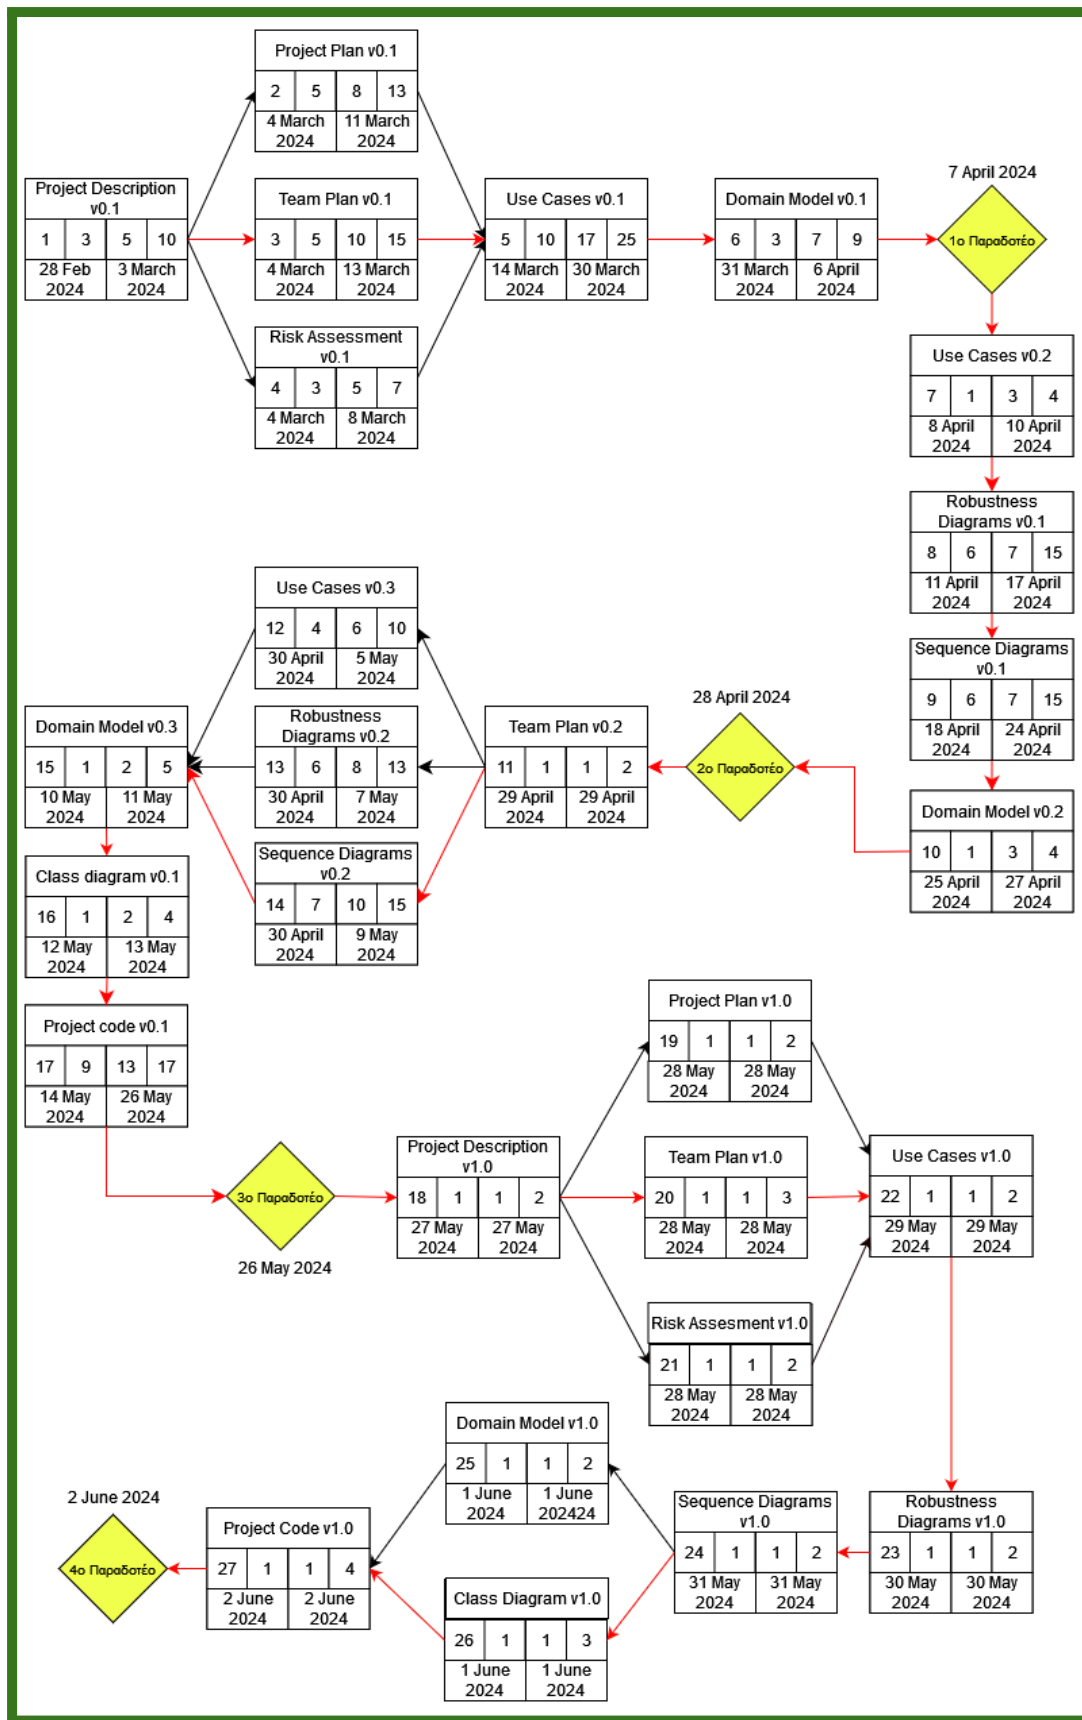 Project Plan v0.1
2 5 8 13
4 March
2024
11 March
2024
Project Description
v0.1
1 3 5 10
28 Feb
2024
3 March
2024
Team Plan v0.1
3 5 10 15
4 March
2024
13 March
2024
Risk Assessment
v0.1
4 3 5 7
4 March
2024
8 March
2024
Use Cases v0.1
5 10 17 25
14 March
2024
30 March
2024
Domain Model v0.1
6 3 7 9
31 March
2024
6 April
2024
7 April 2024
1ο Παραδοτέο
Use Cases v0.2
7 1 3 4
8 April
2024
10 April
2024
Robustness
Diagrams v0.1
8 6 7 15
11 April
2024
17 April
2024
Sequence Diagrams
v0.1
9 6 7 15
18 April
2024
24 April
2024
Domain Model v0.2
10 1 3 4
25 April
2024
27 April
2024
28 April 2024
2ο Παραδοτέο
Team Plan v0.2
11 1 1 2
29 April
2024
29 April
2024
Use Cases v0.3
12 4 6 10
30 April
2024
5 May
2024
Robustness
Diagrams v0.2
13 6 8 13
30 April
2024
7 May
2024
Sequence Diagrams
v0.2
14 7 10 15
30 April
2024
9 May
2024
Domain Model v0.3
15 1 2 5
10 May
2024
11 May
2024
Class diagram v0.1
16 1 2 4
12 May
2024
13 May
2024
Project code v0.1
17 9 13 17
14 May
2024
26 May
2024
3ο Παραδοτέο
26 May 2024
Project Description
v1.0
18 1 1 2
27 May
2024
27 May
2024
Project Plan v1.0
19 1 1 2
28 May
2024
28 May
2024
Team Plan v1.0
20 1 1 3
28 May
2024
28 May
2024
Risk Assesment v1.0
21 1 1 2
28 May
2024
28 May
2024
Use Cases v1.0
22 1 1 2
29 May
2024
29 May
2024
Robustness
Diagrams v1.0
23 1 1 2
30 May
2024
30 May
2024
Sequence Diagrams
v1.0
24 1 1 2
31 May
2024
31 May
2024
Domain Model v1.0
25 1 1 2
1 June
2024
1 June
202424
Class Diagram v1.0
26 1 1 3
1 June
2024
1 June
2024
Project Code v1.0
27 1 1 4
2 June
2024
2 June
2024
2 June 2024
4ο Παραδοτέο